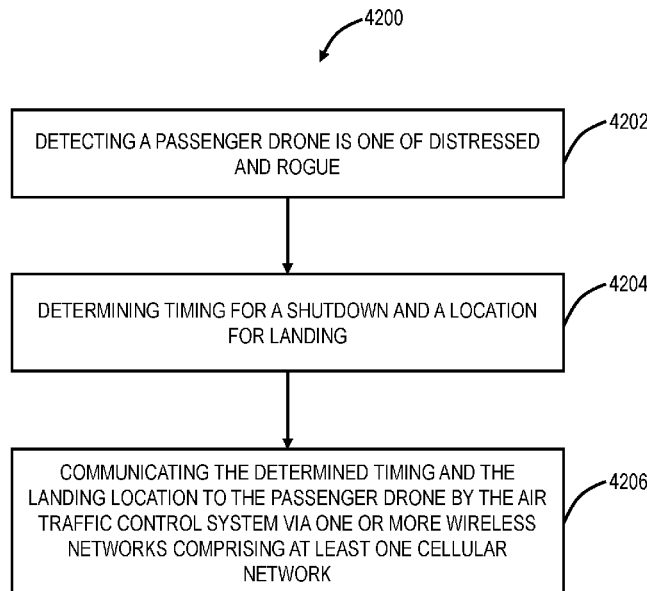 4200
DETECTING A PASSENGER DRONE IS ONE OF DISTRESSED
AND ROGUE
4202
DETERMINING TIMING FOR A SHUTDOWN AND A LOCATION
FOR LANDING
4204
COMMUNICATING THE DETERMINED TIMING AND THE
LANDING LOCATION TO THE PASSENGER DRONE BY THE AIR
TRAFFIC CONTROL SYSTEM VIA ONE OR MORE WIRELESS
NETWORKS COMPRISING AT LEAST ONE CELLULAR
NETWORK
4206